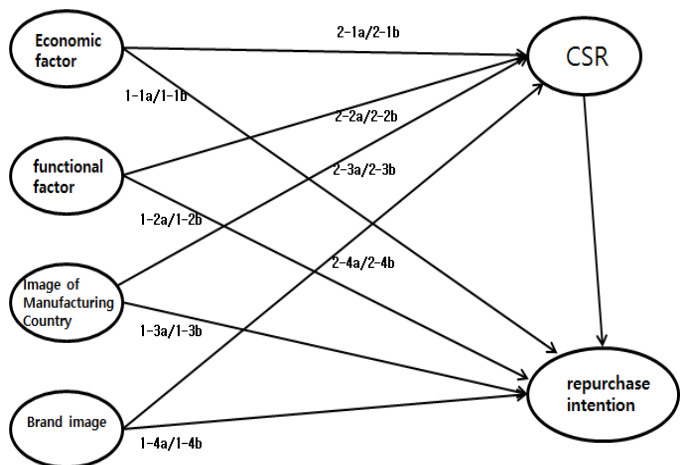 Economic
factor
2-1a/2-1b
CSR
1-1a/1-1b
2-2a/2-2b
functional
factor
2-3a/2-3b
1-2a/1-2b
2-4a/2-4b
Image of
Manufacturing
Country
1-3a/1-3b
repurchase
intention
Brand image
1-4a/1-4b